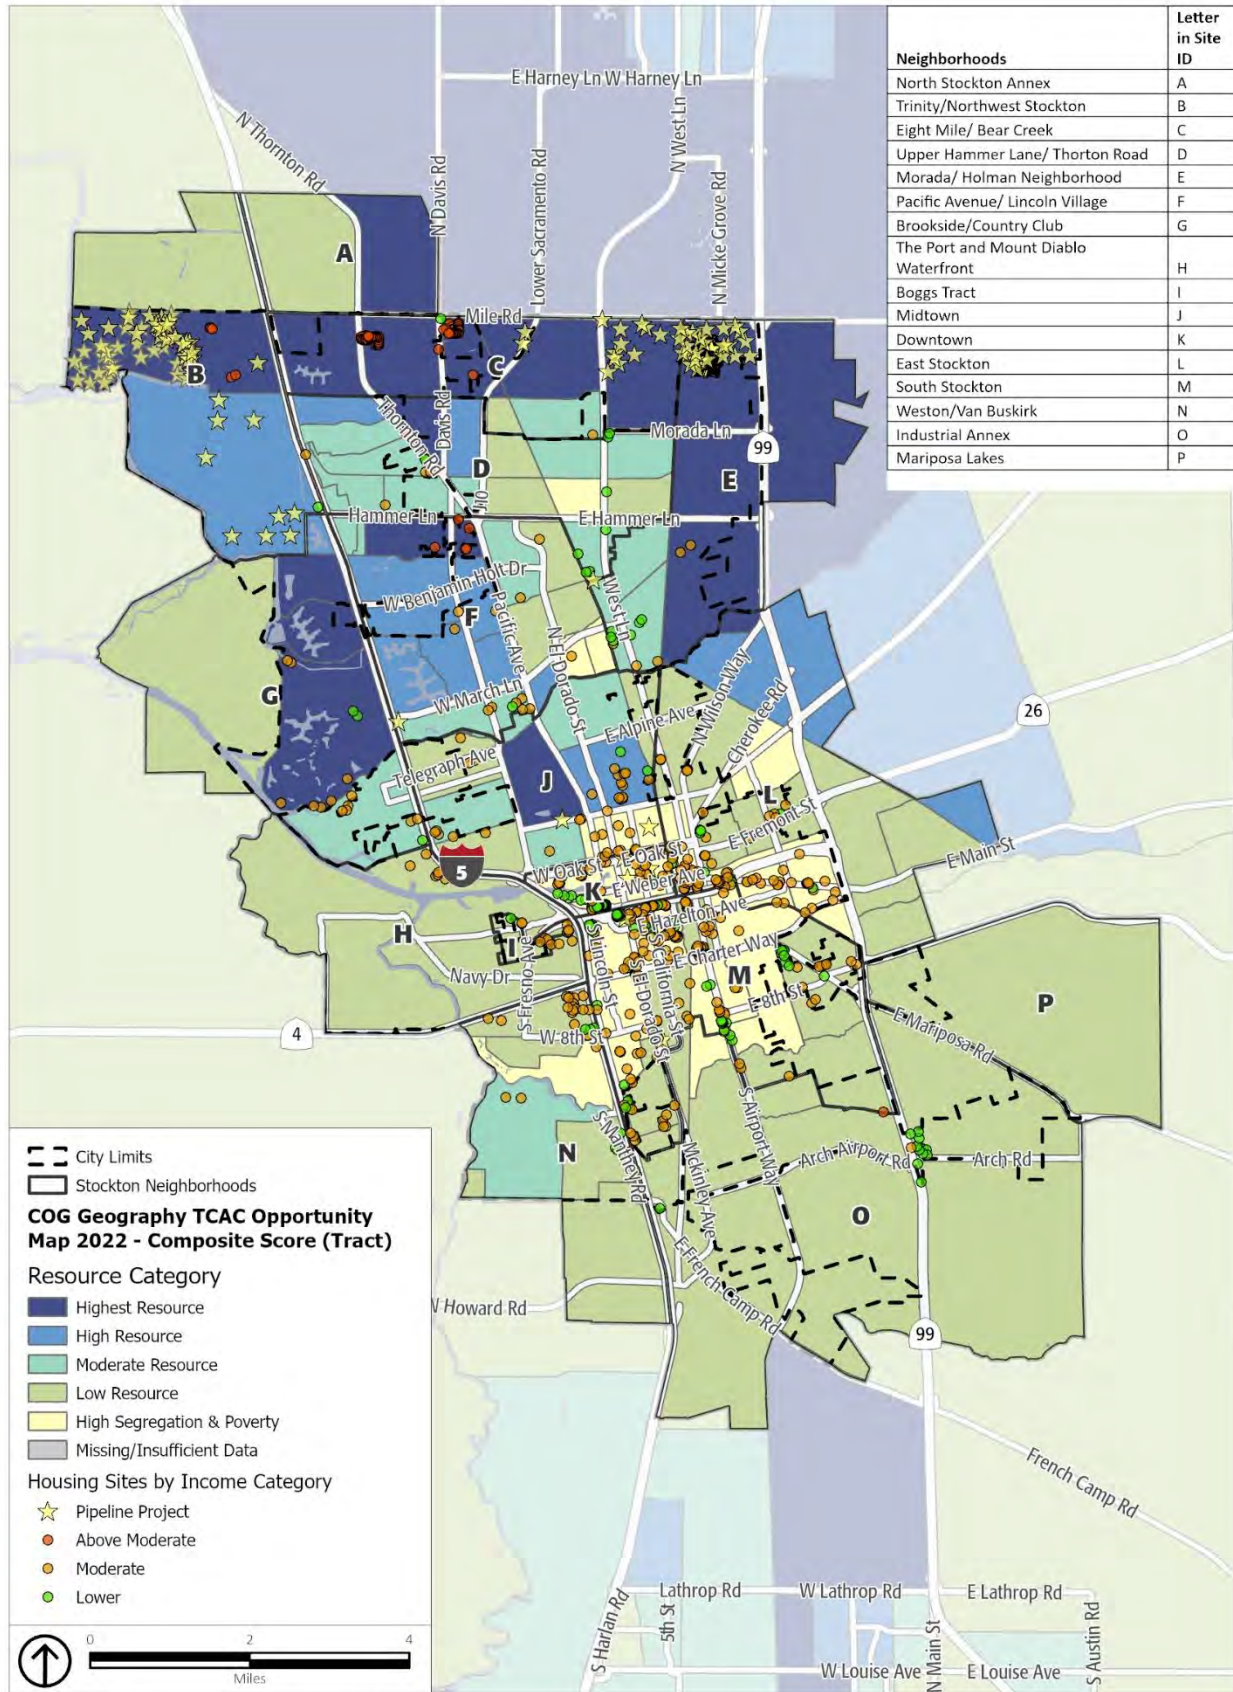 Neighborhoods Letter in Site ID
North Stockton Annex A
Trinity/Northwest Stockton B
Eight Mile/ Bear Creek C
Upper Hammer Lane/ Thorton Road D
Morada/ Holman Neighborhood E
Pacific Avenue/ Lincoln Village F
Brookside/Country Club G
The Port and Mount Diablo
Waterfront H
Boggs Tract I
Midtown J
Downtown K
East Stockton L
South Stockton M
Weston/Van Buskirk N
Industrial Annex O
Mariposa Lakes P
E Harney Ln W Harney Ln
N Thornton Rd
N Davis Rd
Lower Sacramento Rd
N West Ln
N Micke Grove Rd
A
Mile Rd
B
C
Thornton Rd
Davis Rd
Morada Ln
99
D
E
Hammer Ln
E Hammer Ln
W Benjamin Holt Dr
F
Pacific Ave
N El Dorado St
West Ln
G
W March Ln
E Alpine Ave
N Wilson Way
Cherokee Rd
26
Telegraph Ave
J
L
E Fremont St
E Main St
5
W Oak St
E Oak St
K
E Weber Ave
E Hazelton Ave
H
I
S Fresno Ave
Navy Dr
S Lincoln St
S El Dorado St
S California St
E Charter Way
M
E 8th St
P
4
W 8th St
E Mariposa Rd
N
S Manthey Rd
Mckinley Ave
S Airport Way
Arch Airport Rd
Arch Rd
O
E French Camp Rd
W Howard Rd
99
French Camp Rd
Lathrop Rd
W Lathrop Rd
E Lathrop Rd
S Harlan Rd
5th St
N Main St
S Austin Rd
W Louise Ave
E Louise Ave
City Limits
Stockton Neighborhoods
COG Geography TCAC Opportunity
Map 2022 - Composite Score (Tract)
Resource Category
Highest Resource
High Resource
Moderate Resource
Low Resource
High Segregation & Poverty
Missing/Insufficient Data
Housing Sites by Income Category
Pipeline Project
Above Moderate
Moderate
Lower
0 2 4
Miles